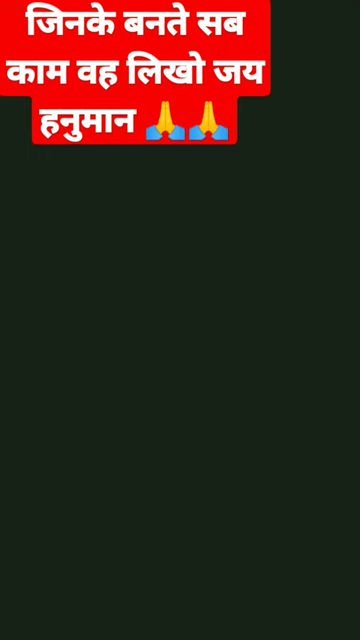 जिनके बनते सब
काम वह लिखो जय
हनुमान 🙏🙏